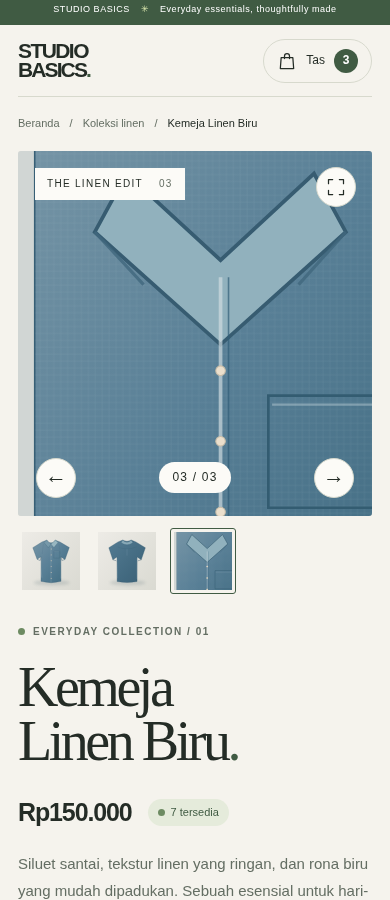 STUDIO BASICS ✳ Everyday essentials, thoughtfully made
STUDIO
BASICS.
Tas 3
Beranda / Koleksi linen / Kemeja Linen Biru
THE LINEN EDIT 03
← 03 / 03 →
EVERYDAY COLLECTION / 01
Kemeja
Linen Biru.
Rp150.000 7 tersedia
Siluet santai, tekstur linen yang ringan, dan rona biru
yang mudah dipadukan. Sebuah esensial untuk hari-